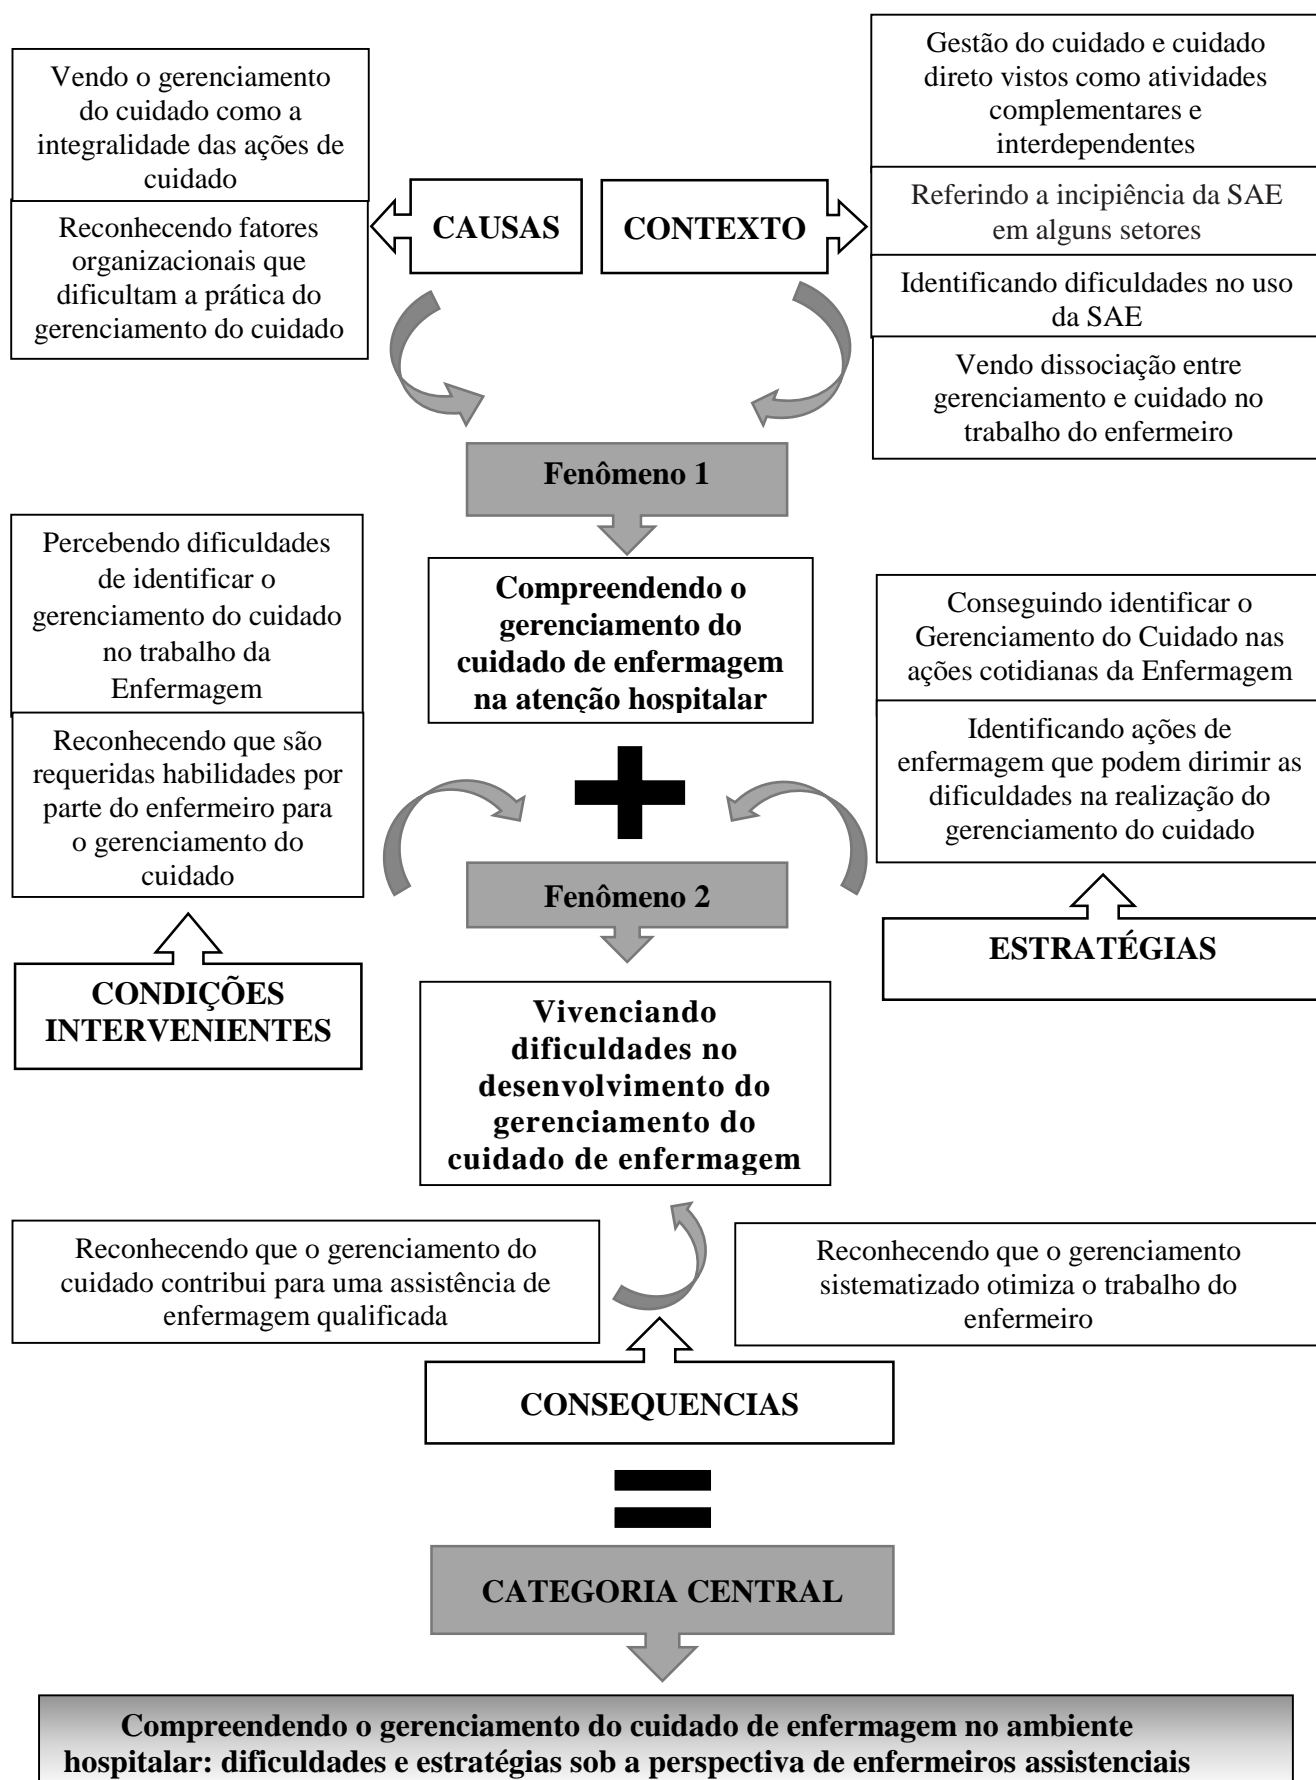 Vendo o gerenciamento
do cuidado como a
integralidade das ações de
cuidado
Reconhecendo fatores
organizacionais que
dificultam a prática do
gerenciamento do cuidado
CAUSAS
CONTEXTO
Gestão do cuidado e cuidado
direto vistos como atividades
complementares e
interdependentes
Referindo a incipiência da SAE
em alguns setores
Identificando dificuldades no uso
da SAE
Vendo dissociação entre
gerenciamento e cuidado no
trabalho do enfermeiro
Fenômeno 1
Compreendendo o
gerenciamento do
cuidado de enfermagem
na atenção hospitalar
Percebendo dificuldades
de identificar o
gerenciamento do cuidado
no trabalho da
Enfermagem
Reconhecendo que são
requeridas habilidades por
parte do enfermeiro para
o gerenciamento do
cuidado
CONDIÇÕES
INTERVENIENTES
Conseguindo identificar o
Gerenciamento do Cuidado nas
ações cotidianas da Enfermagem
Identificando ações de
enfermagem que podem dirimir as
dificuldades na realização do
gerenciamento do cuidado
ESTRATÉGIAS
Fenômeno 2
Vivenciando
dificuldades no
desenvolvimento do
gerenciamento do
cuidado de enfermagem
Reconhecendo que o gerenciamento do
cuidado contribui para uma assistência de
enfermagem qualificada
Reconhecendo que o gerenciamento
sistematizado otimiza o trabalho do
enfermeiro
CONSEQUENCIAS
CATEGORIA CENTRAL
Compreendendo o gerenciamento do cuidado de enfermagem no ambiente
hospitalar: dificuldades e estratégias sob a perspectiva de enfermeiros assistenciais